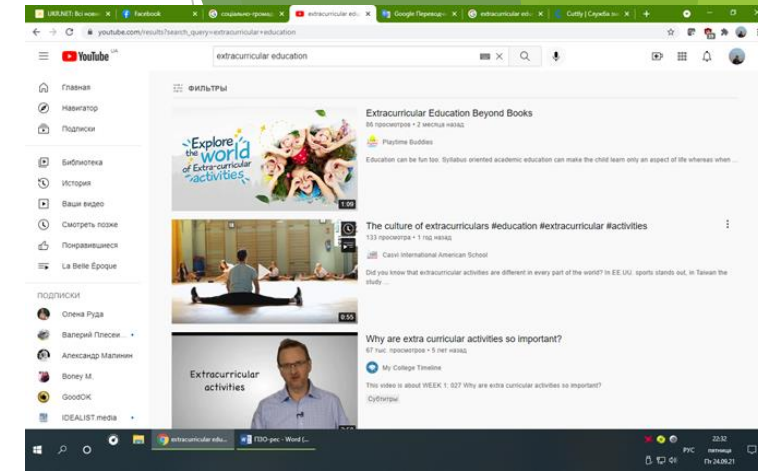 UKR.NET: Всі новин
Facebook
соціально-громад
extracurricular edu
Google Переводч
extracurricular edu
Cuttly | Служба
youtube.com/results?search_query=extracurricular+education
YouTube UA
extracurricular education
Главная
Навигатор
Подписки
Библиотека
История
Ваши видео
Смотреть позже
Понравившиеся
La Belle Époque
ПОДПИСКИ
Олена Руда
Валерий Плесеи...
Александр Малинин
Boney M.
GoodOK
IDEALIST.media
ФИЛЬТРЫ
Explore
the world
of Extra-curricular
activities
1:09
Extracurricular Education Beyond Books
86 просмотров • 2 месяца назад
Playtime Buddies
Education can be fun too. Syllabus oriented academic education can make the child learn only an aspect of life whereas when ...
0:55
The culture of extracurriculars #education #extracurricular #activities
133 просмотра • 1 год назад
Casvi International American School
Did you know that extracurricular activities are different in every part of the world? In EE.UU. sports stands out, in Taiwan the
study ...
Extracurricular
activities
Why are extra curricular activities so important?
67 тыс. просмотров • 5 лет назад
My College Timeline
This video is about WEEK 1: 027 Why are extra curricular activities so important?
Субтитры
extracurricular edu...
ПЗО-рес - Word (...
РУС
22:32
пятница
Пт 24.09.21